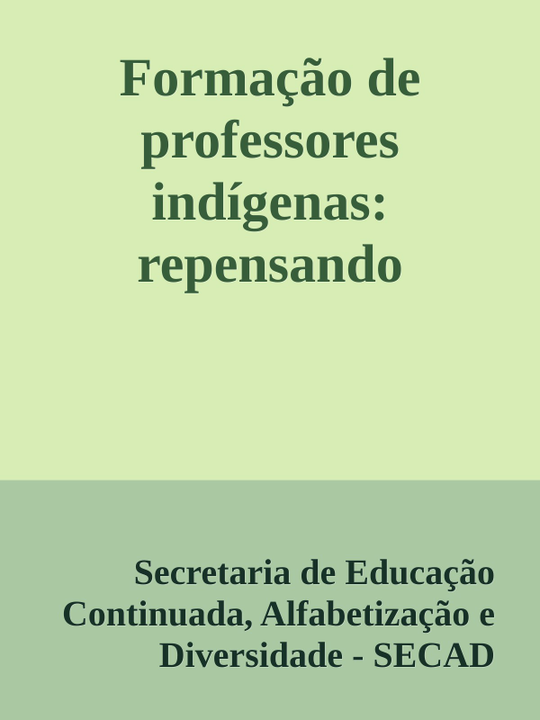 Formação de
professores
indígenas:
repensando
Secretaria de Educação
Continuada, Alfabetização e
Diversidade - SECAD